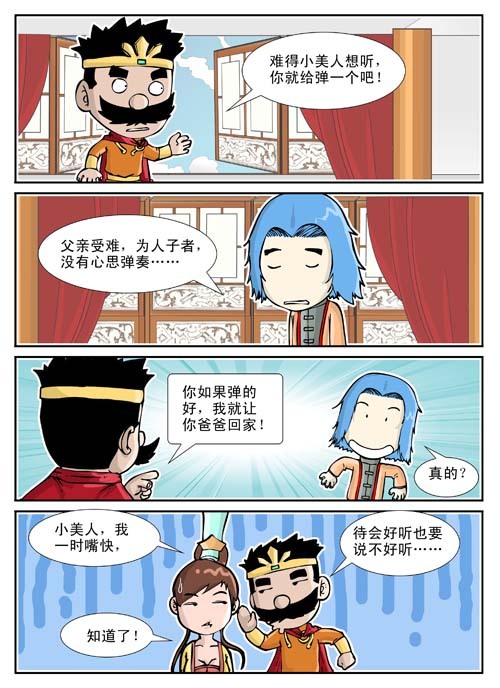 难得小美人想听，
你就给弹一个吧！
父亲受难，为人子者，
没有心思弹奏……
你如果弹的
好，我就让
你爸爸回家！
真的？
小美人，我
一时嘴快，
知道了！
待会好听也要
说不好听……